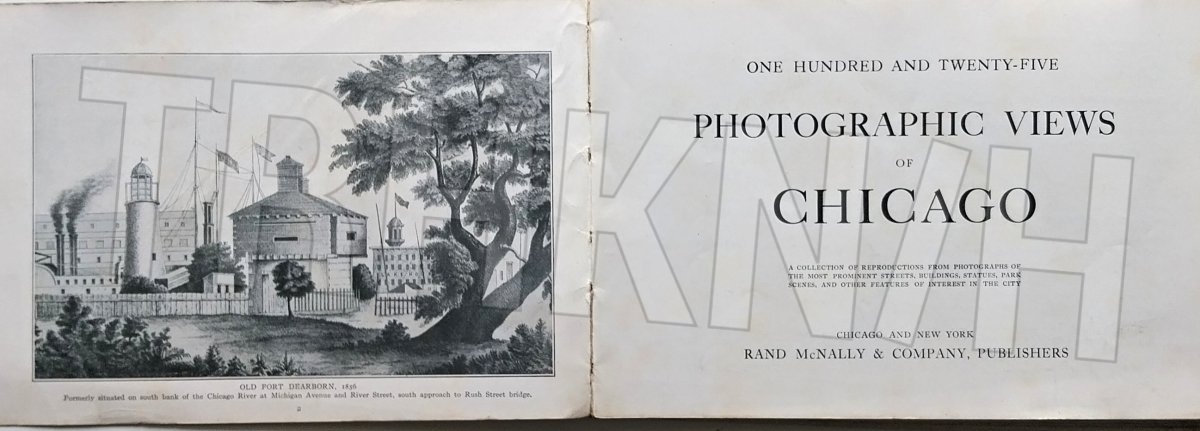 OLD FORT DEARBORN, 1856
Formerly situated on south bank of the Chicago River at Michigan Avenue and River Street, south approach to Rush Street bridge.
2
ONE HUNDRED AND TWENTY-FIVE
PHOTOGRAPHIC VIEWS
OF
CHICAGO
A COLLECTION OF REPRODUCTIONS FROM PHOTOGRAPHS OF
THE MOST PROMINENT STREETS, BUILDINGS, STATUES, PARK
SCENES, AND OTHER FEATURES OF INTEREST IN THE CITY
CHICAGO AND NEW YORK
RAND McNALLY & COMPANY, PUBLISHERS